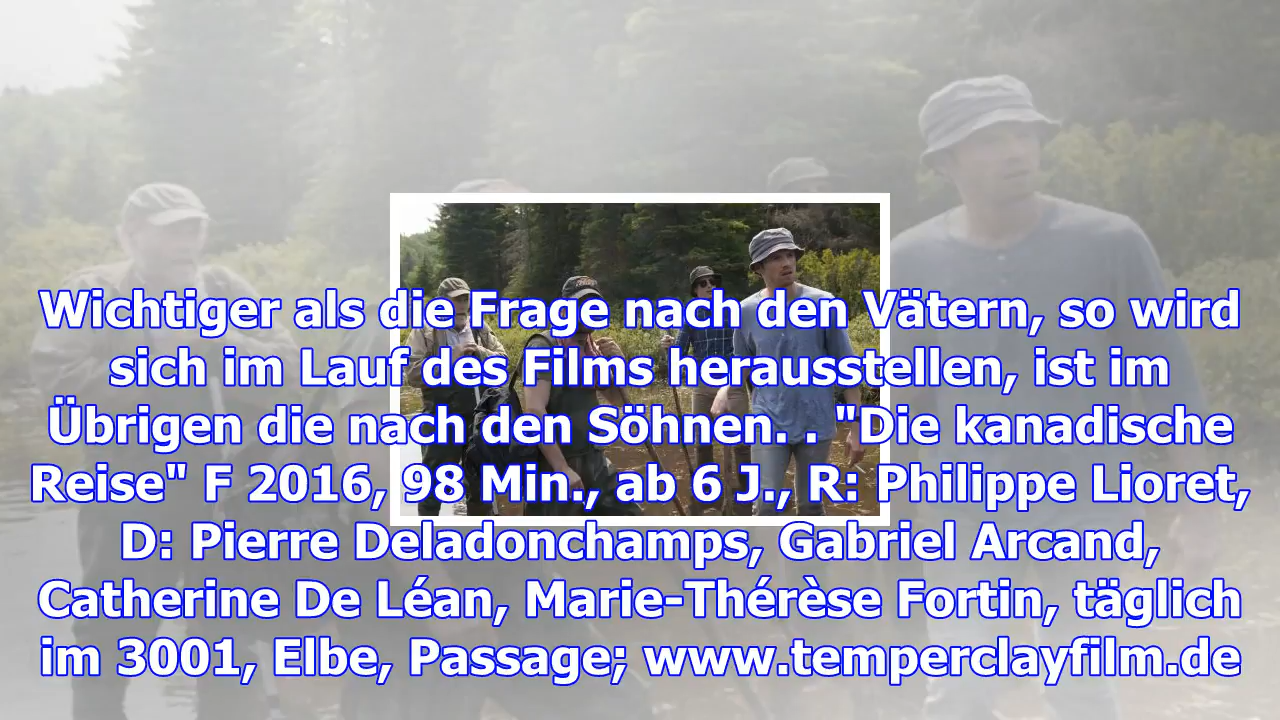 Wichtiger als die Frage nach den Vätern, so wird
sich im Lauf des Films herausstellen, ist im
Übrigen die nach den Söhnen. . "Die kanadische
Reise" F 2016, 98 Min., ab 6 J., R: Philippe Lioret,
D: Pierre Deladonchamps, Gabriel Arcand,
Catherine De Léan, Marie-Thérèse Fortin, täglich
im 3001, Elbe, Passage; www.temperclayfilm.de